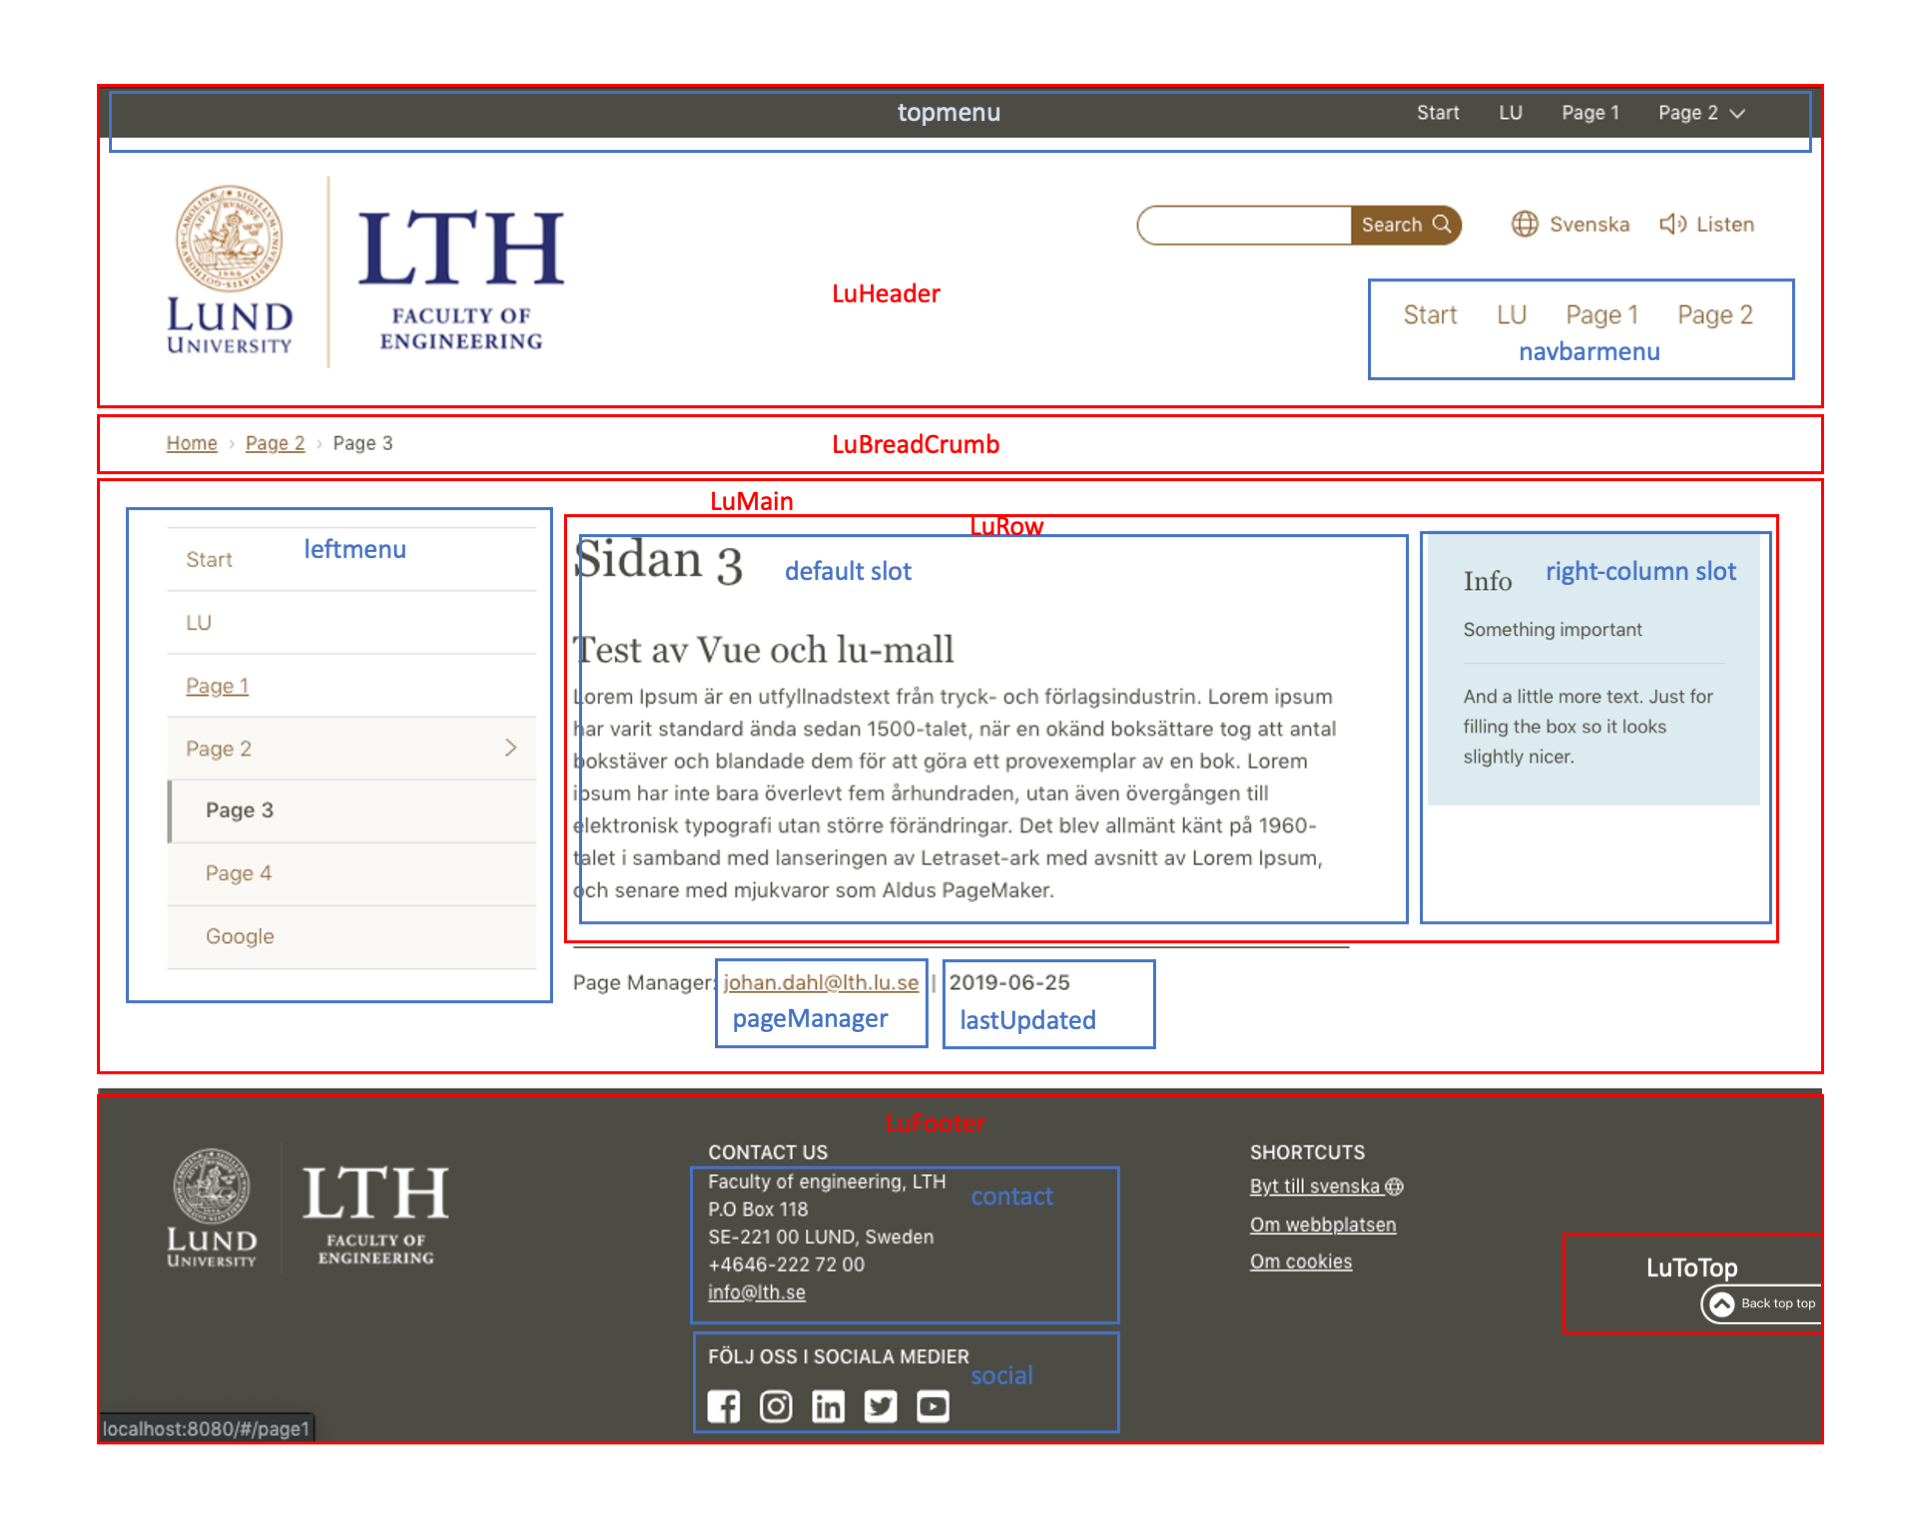 topmenu
Start LU Page 1 Page 2
LTH
FACULTY OF
ENGINEERING
LUND
UNIVERSITY
Search
Svenska
Listen
LuHeader
Start LU Page 1 Page 2
navbarmenu
Home › Page 2 › Page 3
LuBreadCrumb
LuMain
LuRow
leftmenu
Start
LU
Page 1
Page 2
Page 3
Page 4
Google
Sidan 3
default slot
Test av Vue och lu-mall
Lorem Ipsum är en utfyllnadstext från tryck- och förlagsindustrin. Lorem ipsum
har varit standard ända sedan 1500-talet, när en okänd boksättare tog att antal
bokstäver och blandade dem för att göra ett provexemplar av en bok. Lorem
ipsum har inte bara överlevt fem århundraden, utan även övergången till
elektronisk typografi utan större förändringar. Det blev allmänt känt på 1960-
talet i samband med lanseringen av Letraset-ark med avsnitt av Lorem Ipsum,
och senare med mjukvaror som Aldus PageMaker.
right-column slot
Info
Something important
And a little more text. Just for
filling the box so it looks
slightly nicer.
Page Manager: johan.dahl@lth.lu.se | 2019-06-25
pageManager
lastUpdated
LuFooter
LUND
UNIVERSITY
LTH
FACULTY OF
ENGINEERING
CONTACT US
Faculty of engineering, LTH
P.O Box 118
SE-221 00 LUND, Sweden
+4646-222 72 00
info@lth.se
contact
FÖLJ OSS I SOCIALA MEDIER
social
SHORTCUTS
Byt till svenska
Om webbplatsen
Om cookies
LuToTop
Back top top
localhost:8080/#/page1